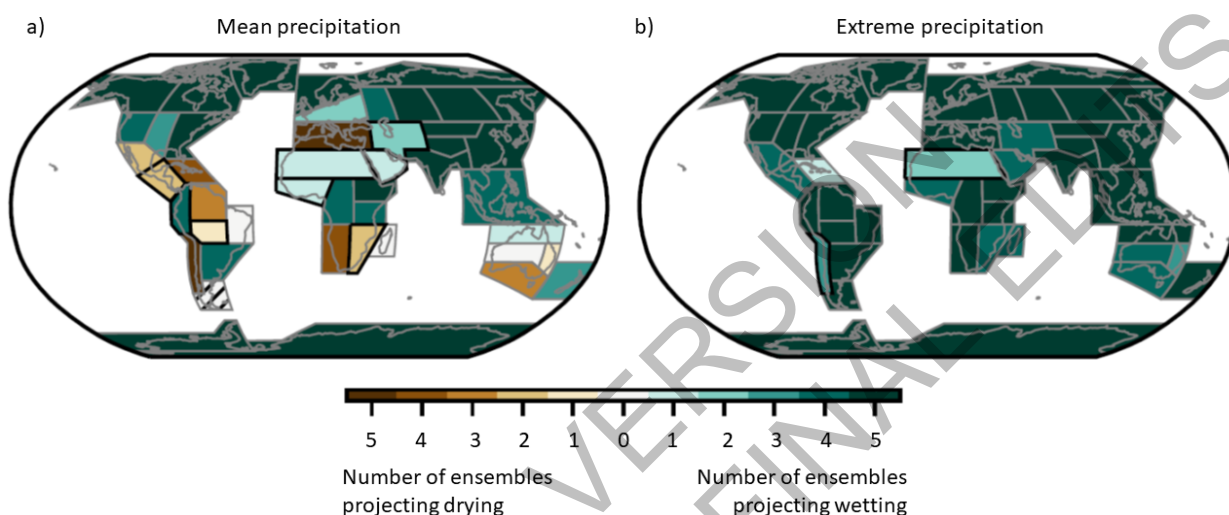 a)
Mean precipitation
b)
Extreme precipitation
5 4 3 2 1 0 1 2 3 4 5
Number of ensembles
projecting drying
Number of ensembles
projecting wetting
VERSION
FINAL EDITS